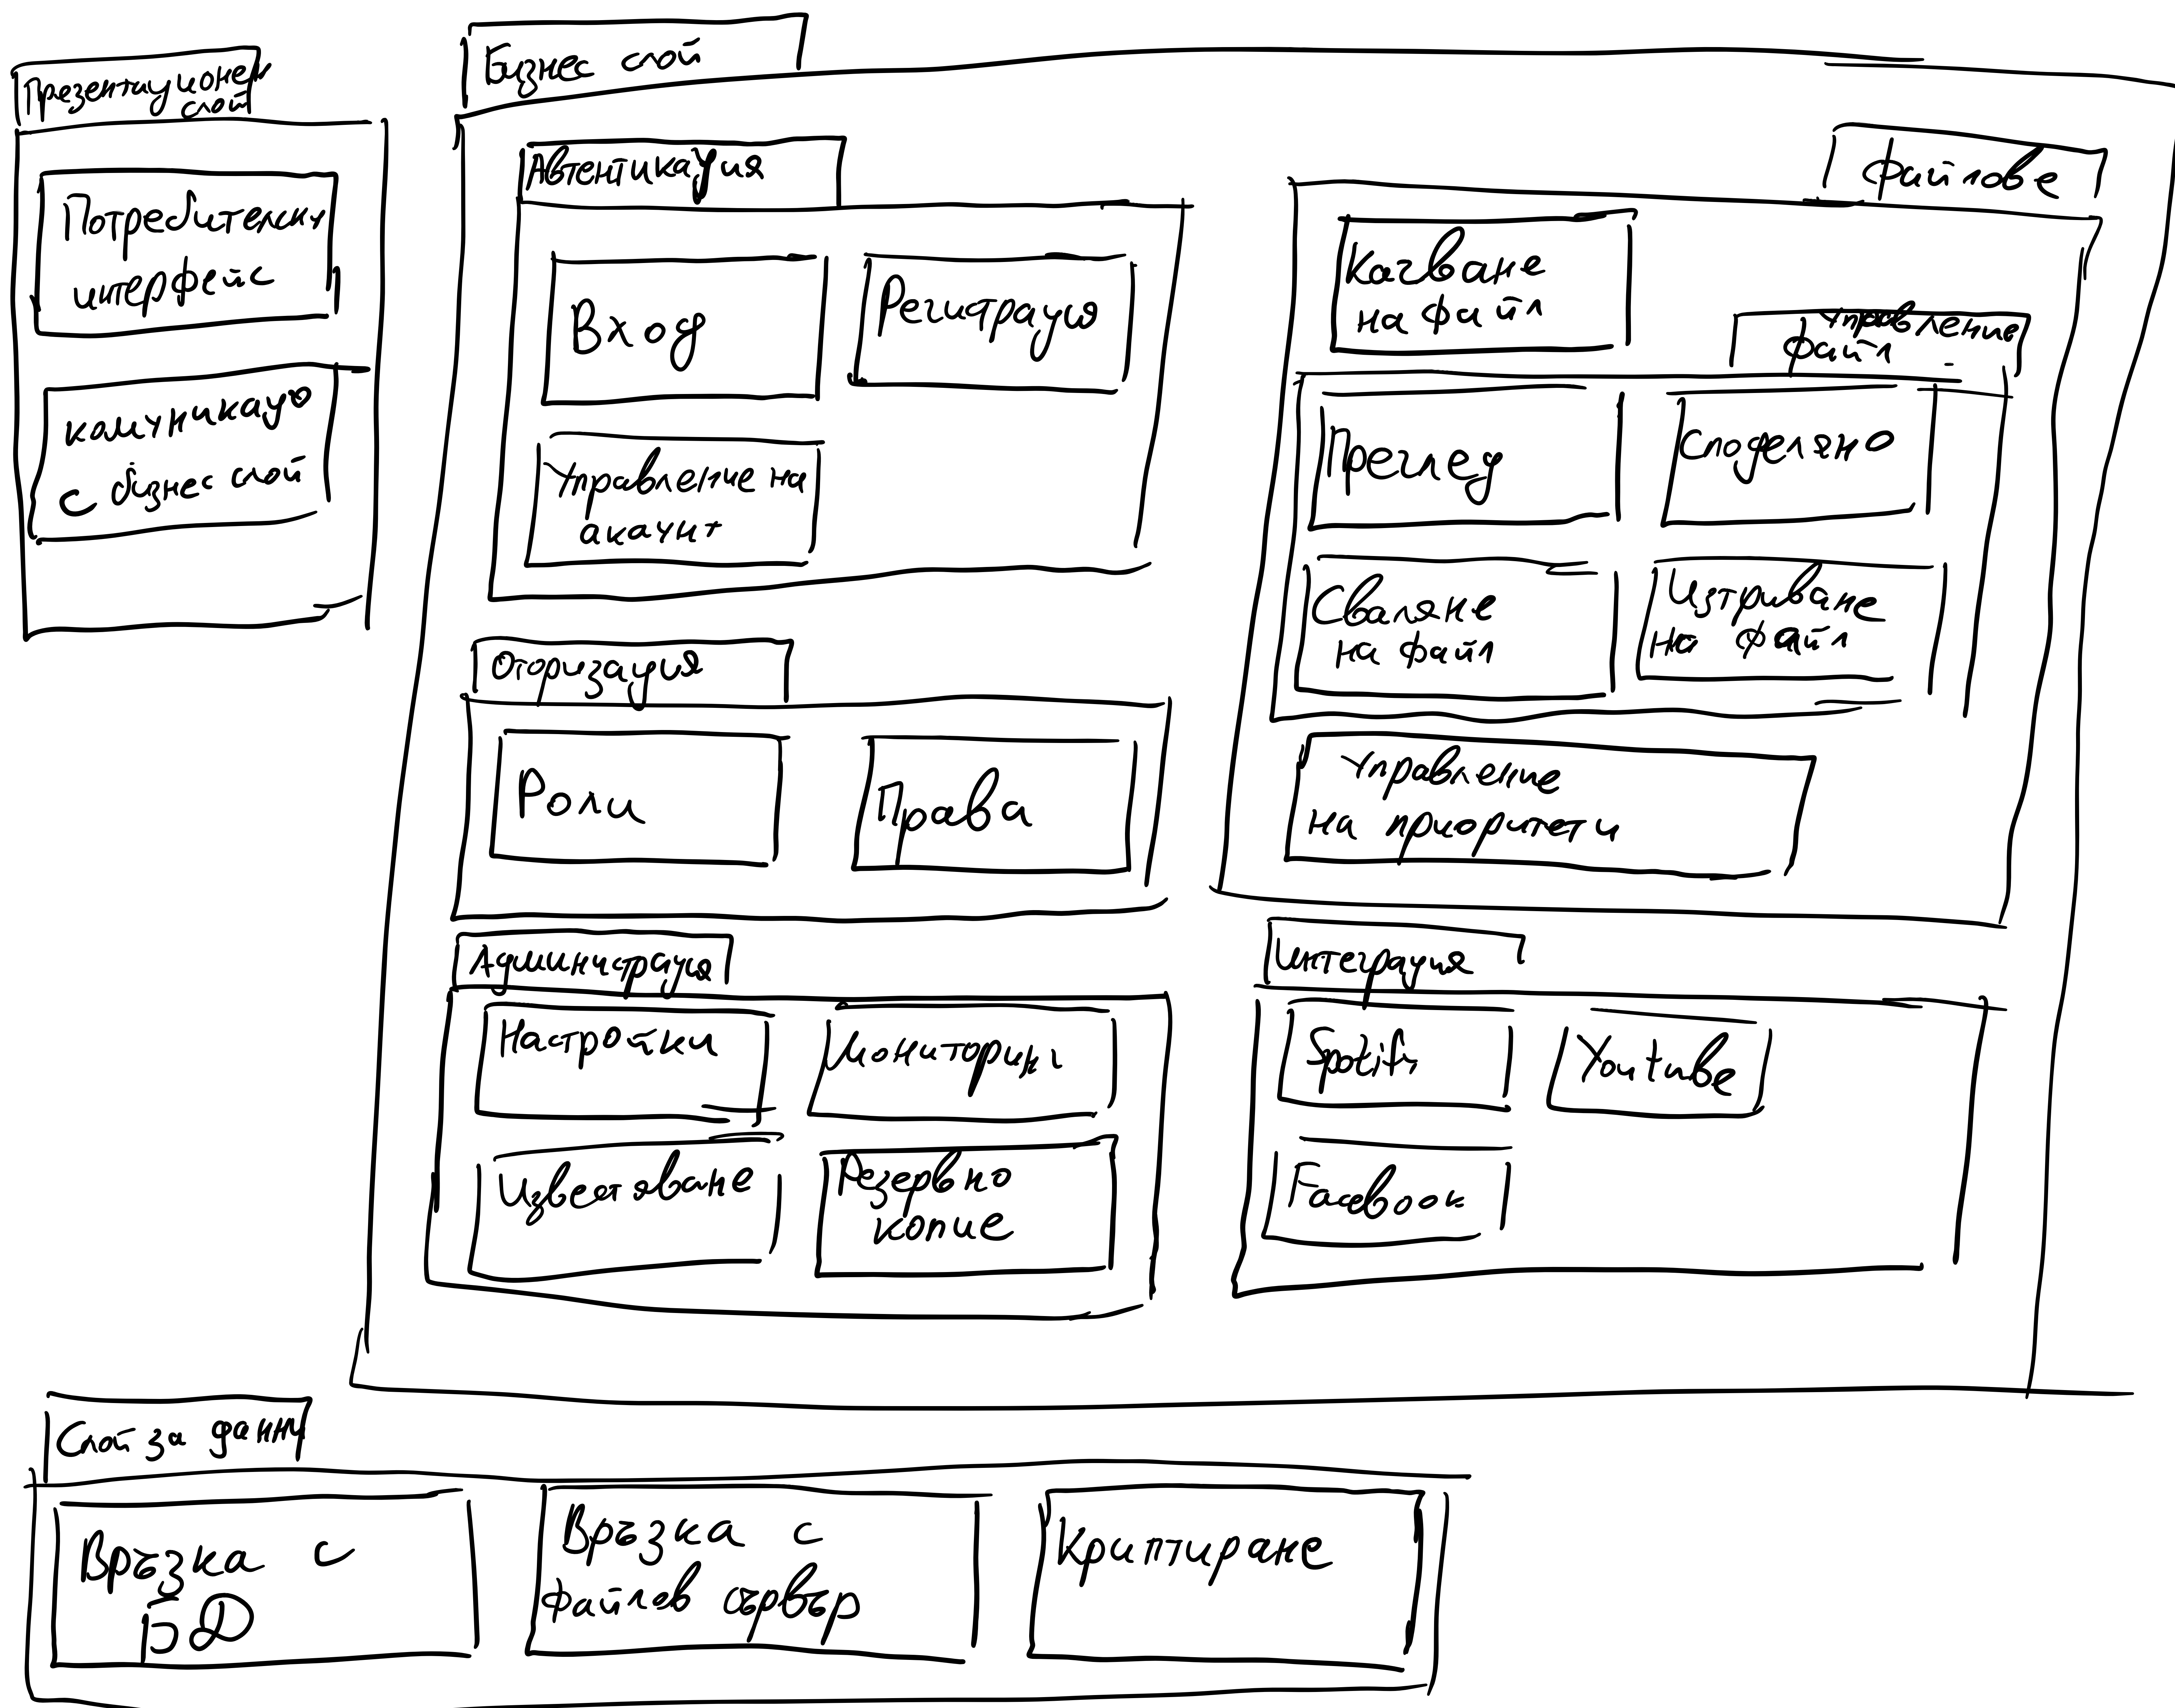 Презентационен
слой
Потребителски
интерфейс
комуникация
с бизнес слой
Бизнес слой
Автентикация
Вход
Регистрация
Управление на
акаунт
Оторизация
Роли
Права
Администрация
Настройки
Мониторинг
Известяване
Резервно
копие
Файлове
Качване
на файл
Управление
файл
Преглед
Споделяне
Сваляне
на файл
Изтриване
на файл
Управление
на приоритети
Интеграция
Spotify
Youtube
Facebook
Слой за данни
Връзка с
БД
Връзка с
файлов сървър
Криптиране